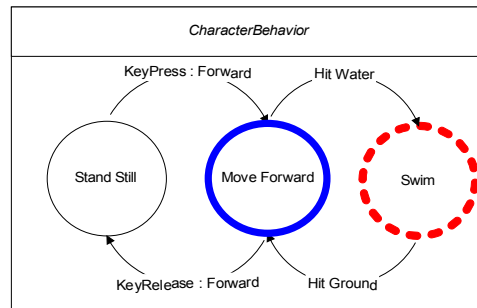 CharacterBehavior
KeyPress : Forward
Hit Water
Stand Still
Move Forward
Swim
KeyRelease : Forward
Hit Ground